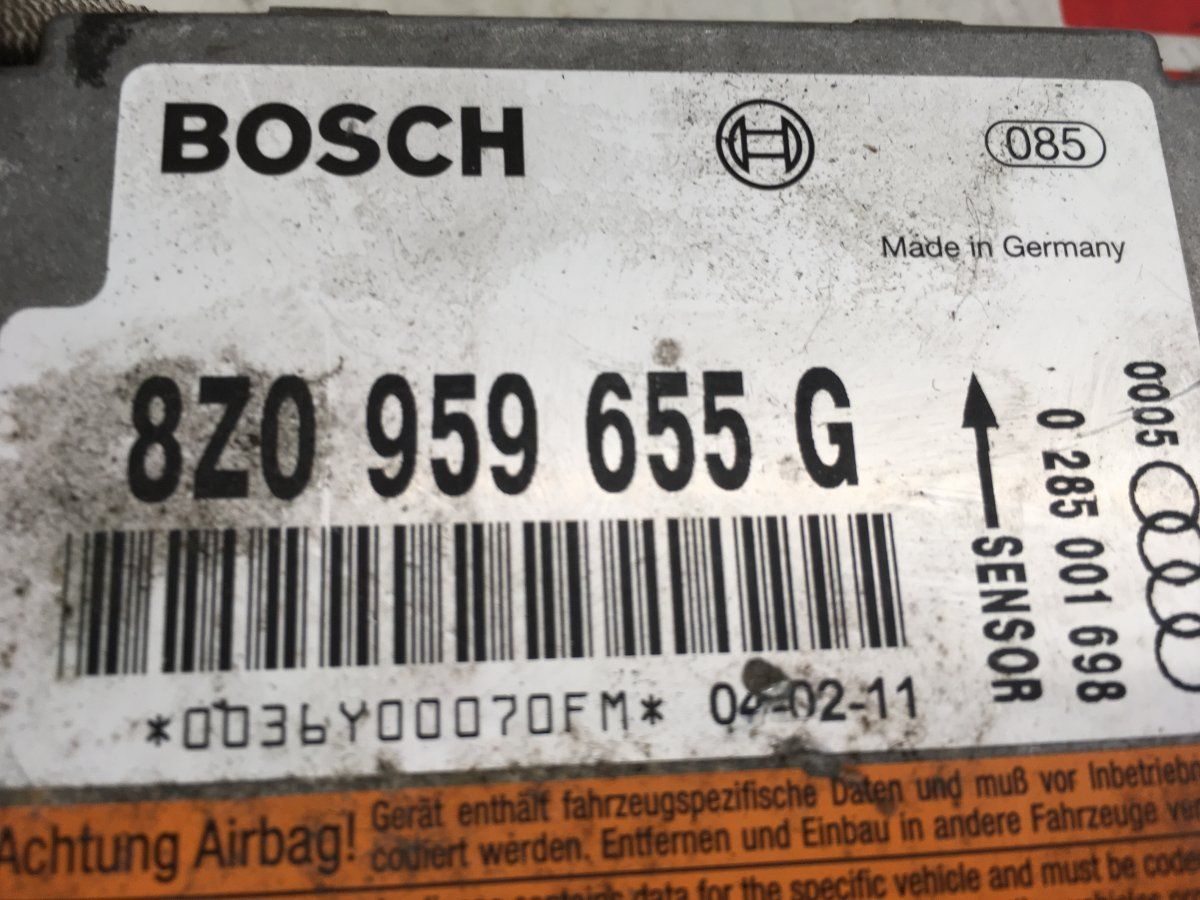 BOSCH
085
Made in Germany
8Z0 959 655 G
0005
0 285 001 698
SENSOR
*0036Y00070FM* 04-02-11
Achtung Airbag!
Gerät enthält fahrzeugspezifische Daten und muß vor
codiert werden. Entfernen und Einbau in andere Fahrzeuge
data for the specific vehicle and must be